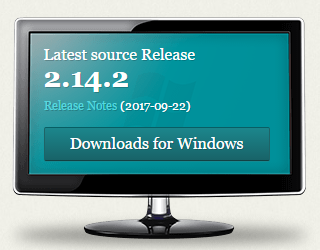 Latest source Release
2.14.2
Release Notes (2017-09-22)
Downloads for Windows